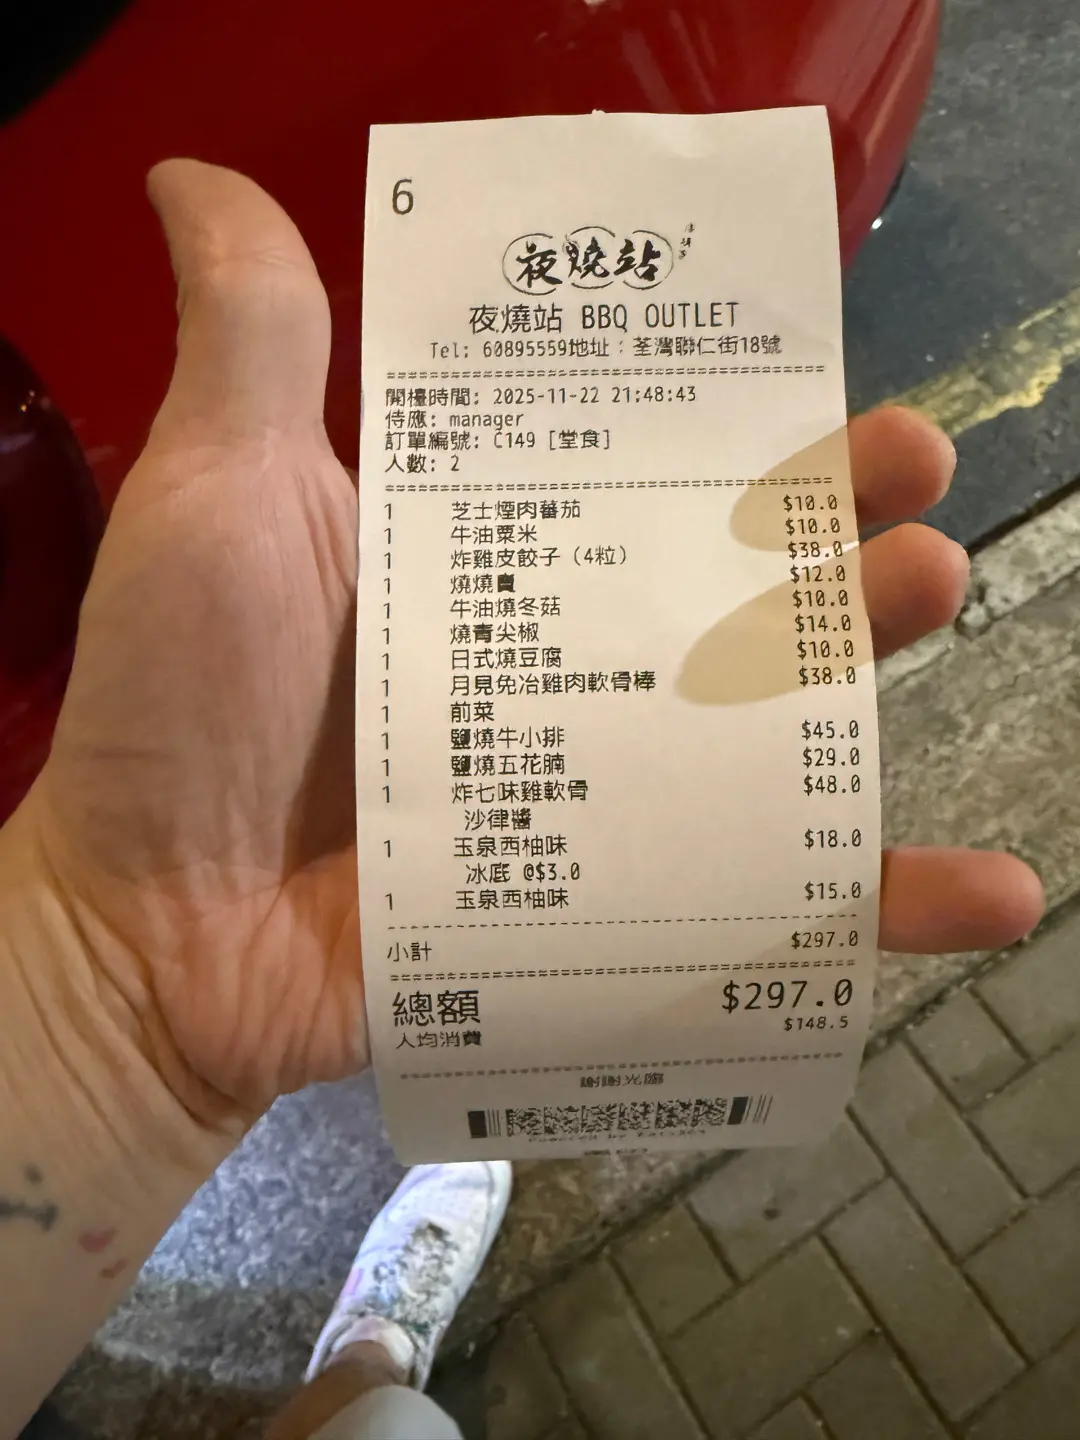 6
夜燒站
夜燒站 BBQ OUTLET
Tel: 60895559地址：荃灣聯仁街18號
開檯時間: 2025-11-22 21:48:43
侍應: manager
訂單編號: C149 [堂食]
人數: 2
1 芝士煙肉蕃茄 $10.0
1 牛油粟米 $10.0
1 炸雞皮餃子（4粒） $38.0
1 燒燒賣 $12.0
1 牛油燒冬菇 $10.0
1 燒青尖椒 $14.0
1 日式燒豆腐 $10.0
1 月見免冶雞肉軟骨棒 $38.0
1 前菜
1 鹽燒牛小排 $45.0
1 鹽燒五花腩 $29.0
1 炸七味雞軟骨 $48.0
沙律醬
1 玉泉西柚味 $18.0
冰底 @$3.0
1 玉泉西柚味 $15.0
小計 $297.0
總額 $297.0
人均消費 $148.5